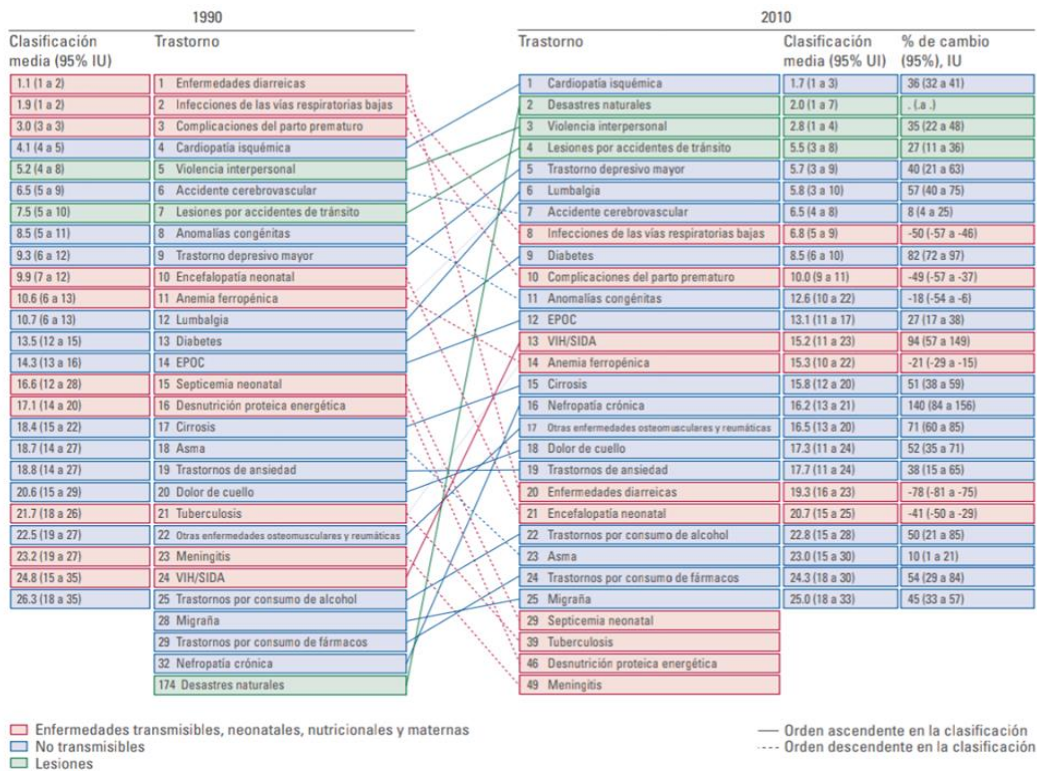 1990
Clasificación media (95% IU) Trastorno
1.1 (1 a 2) 1 Enfermedades diarreicas
1.9 (1 a 2) 2 Infecciones de las vías respiratorias bajas
3.0 (3 a 3) 3 Complicaciones del parto prematuro
4.1 (4 a 5) 4 Cardiopatía isquémica
5.2 (4 a 8) 5 Violencia interpersonal
6.5 (5 a 9) 6 Accidente cerebrovascular
7.5 (5 a 10) 7 Lesiones por accidentes de tránsito
8.5 (5 a 11) 8 Anomalías congénitas
9.3 (6 a 12) 9 Trastorno depresivo mayor
9.9 (7 a 12) 10 Encefalopatía neonatal
10.6 (6 a 13) 11 Anemia ferropénica
10.7 (6 a 13) 12 Lumbalgia
13.5 (12 a 15) 13 Diabetes
14.3 (13 a 16) 14 EPOC
16.6 (12 a 28) 15 Septicemia neonatal
17.1 (14 a 20) 16 Desnutrición proteica energética
18.4 (15 a 22) 17 Cirrosis
18.7 (14 a 27) 18 Asma
18.8 (14 a 27) 19 Trastornos de ansiedad
20.6 (15 a 29) 20 Dolor de cuello
21.7 (18 a 26) 21 Tuberculosis
22.5 (19 a 27) 22 Otras enfermedades osteomusculares y reumáticas
23.2 (19 a 27) 23 Meningitis
24.8 (15 a 35) 24 VIH/SIDA
26.3 (18 a 35) 25 Trastornos por consumo de alcohol
28 Migraña
29 Trastornos por consumo de fármacos
32 Nefropatía crónica
174 Desastres naturales
2010
Trastorno Clasificación media (95% UI) % de cambio (95%), IU
1 Cardiopatía isquémica 1.7 (1 a 3) 36 (32 a 41)
2 Desastres naturales 2.0 (1 a 7) . (.a .)
3 Violencia interpersonal 2.8 (1 a 4) 35 (22 a 48)
4 Lesiones por accidentes de tránsito 5.5 (3 a 8) 27 (11 a 36)
5 Trastorno depresivo mayor 5.7 (3 a 9) 40 (21 a 63)
6 Lumbalgia 5.8 (3 a 10) 57 (40 a 75)
7 Accidente cerebrovascular 6.5 (4 a 8) 8 (4 a 25)
8 Infecciones de las vías respiratorias bajas 6.8 (5 a 9) -50 (-57 a -46)
9 Diabetes 8.5 (6 a 10) 82 (72 a 97)
10 Complicaciones del parto prematuro 10.0 (9 a 11) -49 (-57 a -37)
11 Anomalías congénitas 12.6 (10 a 22) -18 (-54 a -6)
12 EPOC 13.1 (11 a 17) 27 (17 a 38)
13 VIH/SIDA 15.2 (11 a 23) 94 (57 a 149)
14 Anemia ferropénica 15.3 (10 a 22) -21 (-29 a -15)
15 Cirrosis 15.8 (12 a 20) 51 (38 a 59)
16 Nefropatía crónica 16.2 (13 a 21) 140 (84 a 156)
17 Otras enfermedades osteomusculares y reumáticas 16.5 (13 a 20) 71 (60 a 85)
18 Dolor de cuello 17.3 (11 a 24) 52 (35 a 71)
19 Trastornos de ansiedad 17.7 (11 a 24) 38 (15 a 65)
20 Enfermedades diarreicas 19.3 (16 a 23) -78 (-81 a -75)
21 Encefalopatía neonatal 20.7 (15 a 25) -41 (-50 a -29)
22 Trastornos por consumo de alcohol 22.8 (15 a 28) 50 (21 a 85)
23 Asma 23.0 (15 a 30) 10 (1 a 21)
24 Trastornos por consumo de fármacos 24.3 (18 a 30) 54 (29 a 84)
25 Migraña 25.0 (18 a 33) 45 (33 a 57)
29 Septicemia neonatal
39 Tuberculosis
46 Desnutrición proteica energética
49 Meningitis
Enfermedades transmisibles, neonatales, nutricionales y maternas
No transmisibles
Lesiones
Orden ascendente en la clasificación
Orden descendente en la clasificación